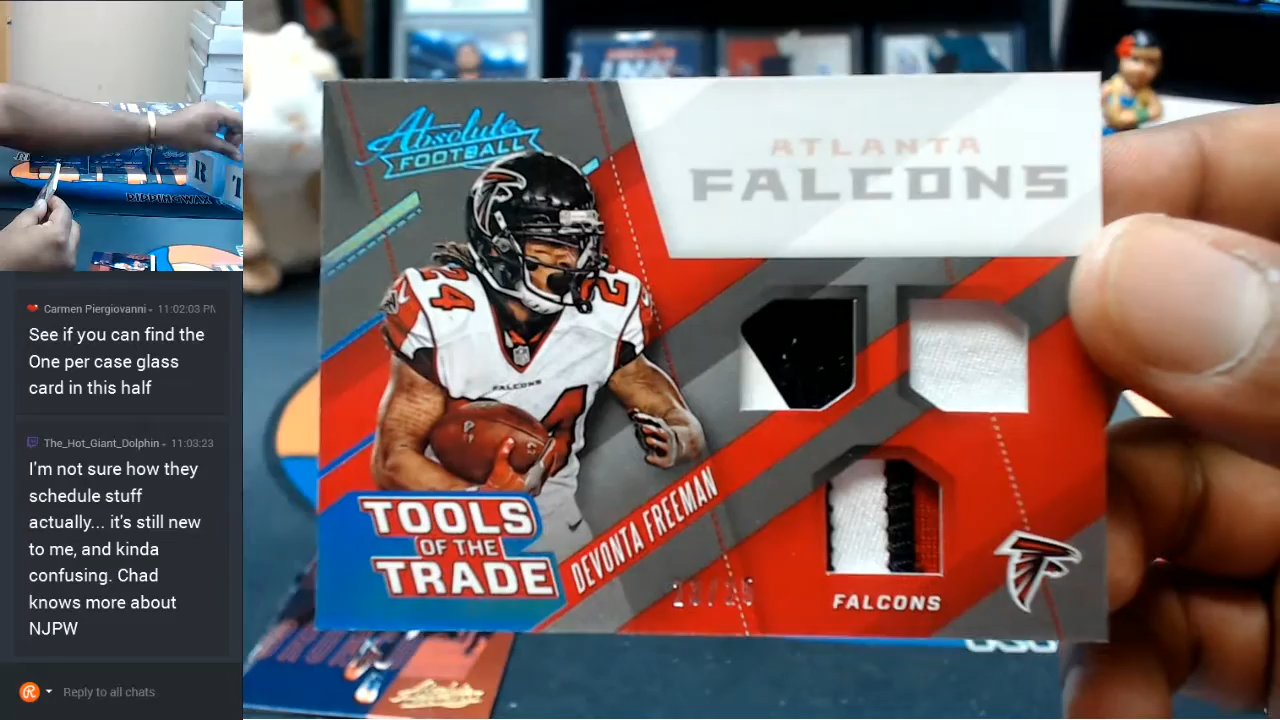 Absolute
FOOTBALL
ATLANTA
FALCONS
24
FALCONS
TOOLS
OF THE
TRADE
DEVONTA FREEMAN
FALCONS
RIPPINGWAX
Carmen Piergiovanni - 11:02:03 PM
See if you can find the
One per case glass
card in this half
The_Hot_Giant_Dolphin - 11:03:23
I'm not sure how they
schedule stuff
actually... it's still new
to me, and kinda
confusing. Chad
knows more about
NJPW
Reply to all chats